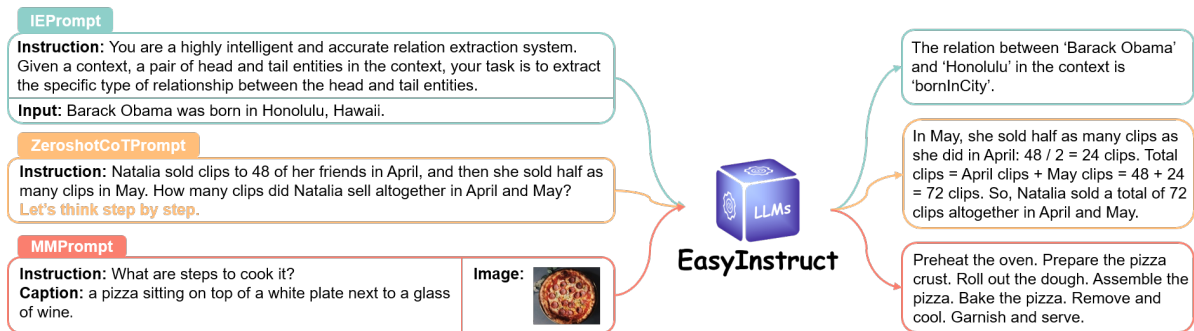 IEPrompt
Instruction: You are a highly intelligent and accurate relation extraction system.
Given a context, a pair of head and tail entities in the context, your task is to extract
the specific type of relationship between the head and tail entities.
Input: Barack Obama was born in Honolulu, Hawaii.
ZeroshotCoTPrompt
Instruction: Natalia sold clips to 48 of her friends in April, and then she sold half as
many clips in May. How many clips did Natalia sell altogether in April and May?
Let's think step by step.
MMPrompt
Instruction: What are steps to cook it?
Caption: a pizza sitting on top of a white plate next to a glass
of wine.
Image:
LLMs
EasyInstruct
The relation between ‘Barack Obama’
and ‘Honolulu’ in the context is
‘bornInCity’.
In May, she sold half as many clips as
she did in April: 48 / 2 = 24 clips. Total
clips = April clips + May clips = 48 + 24
= 72 clips. So, Natalia sold a total of 72
clips altogether in April and May.
Preheat the oven. Prepare the pizza
crust. Roll out the dough. Assemble the
pizza. Bake the pizza. Remove and
cool. Garnish and serve.